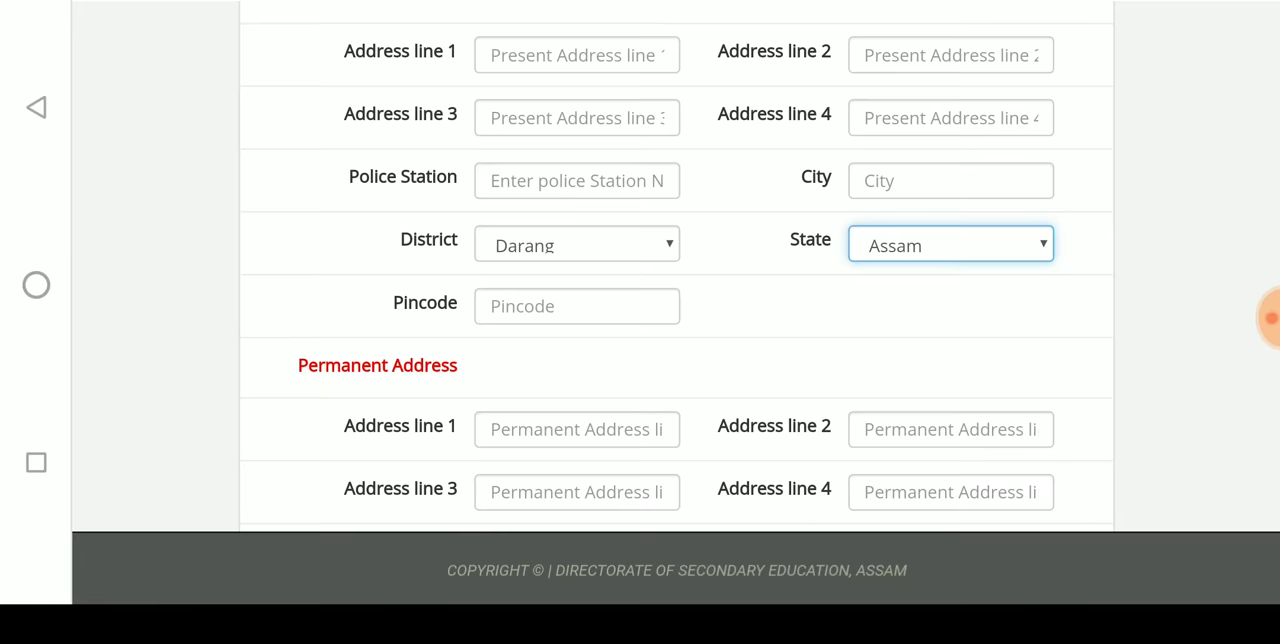 Address line 1 Present Address line Address line 2 Present Address line 2
Address line 3 Present Address line 3 Address line 4 Present Address line 4
Police Station Enter police Station N City City
District Darang State Assam
Pincode Pincode
Permanent Address
Address line 1 Permanent Address li Address line 2 Permanent Address li
Address line 3 Permanent Address li Address line 4 Permanent Address li
COPYRIGHT © | DIRECTORATE OF SECONDARY EDUCATION, ASSAM